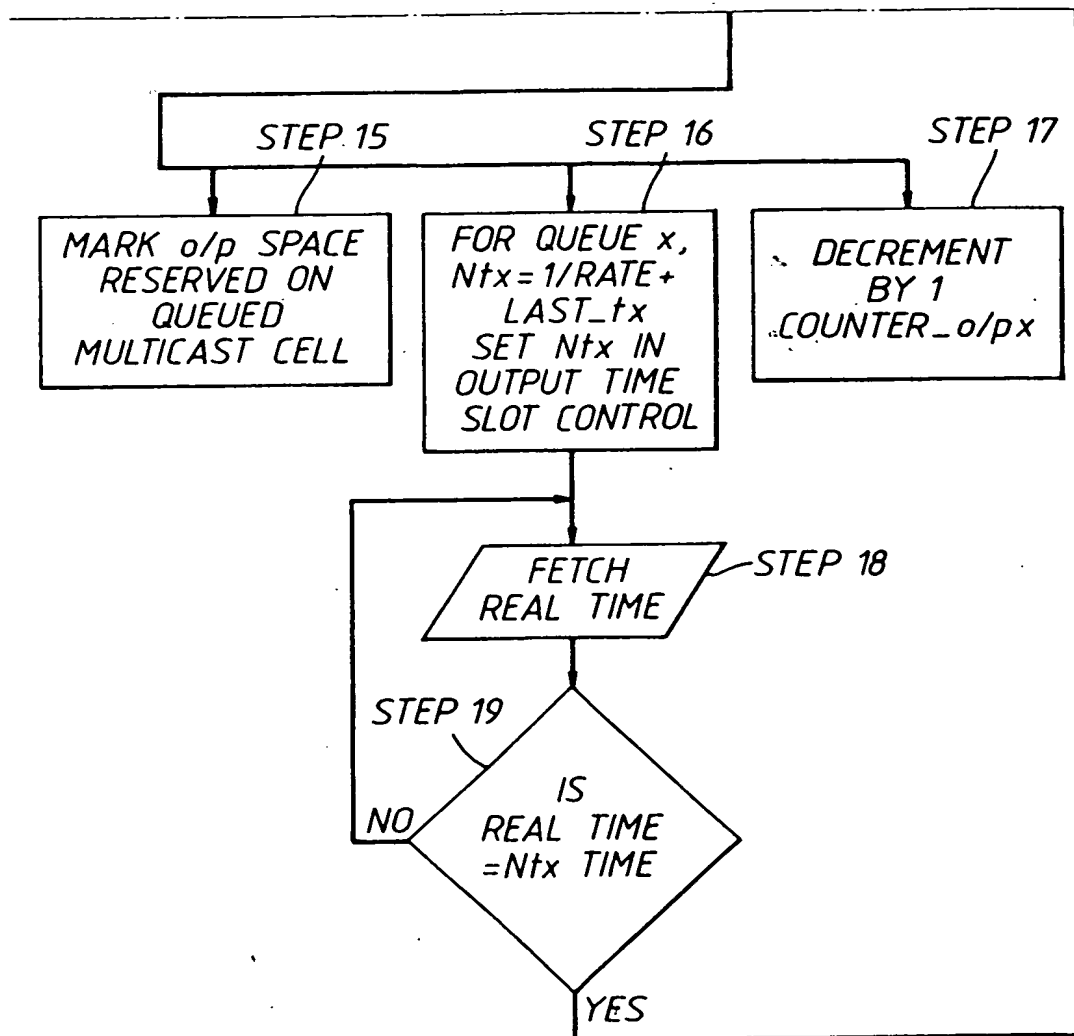 STEP 15
STEP 16
STEP 17
MARK o/p SPACE
RESERVED ON
QUEUED
MULTICAST CELL
FOR QUEUE x,
Ntx=1/RATE+
LAST_tx
SET Ntx IN
OUTPUT TIME
SLOT CONTROL
DECREMENT
BY 1
COUNTER_o/px
FETCH
REAL TIME
STEP 18
STEP 19
IS
REAL TIME
=Ntx TIME
NO
YES